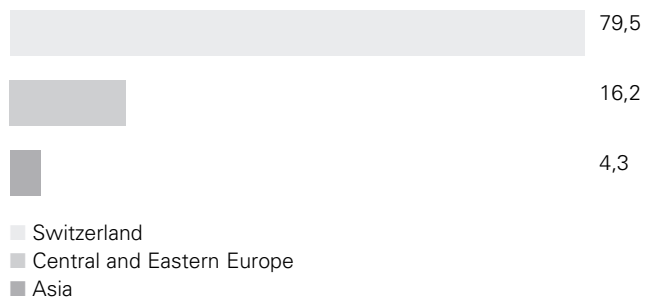 79,5
16,2
4,3
Switzerland
Central and Eastern Europe
Asia